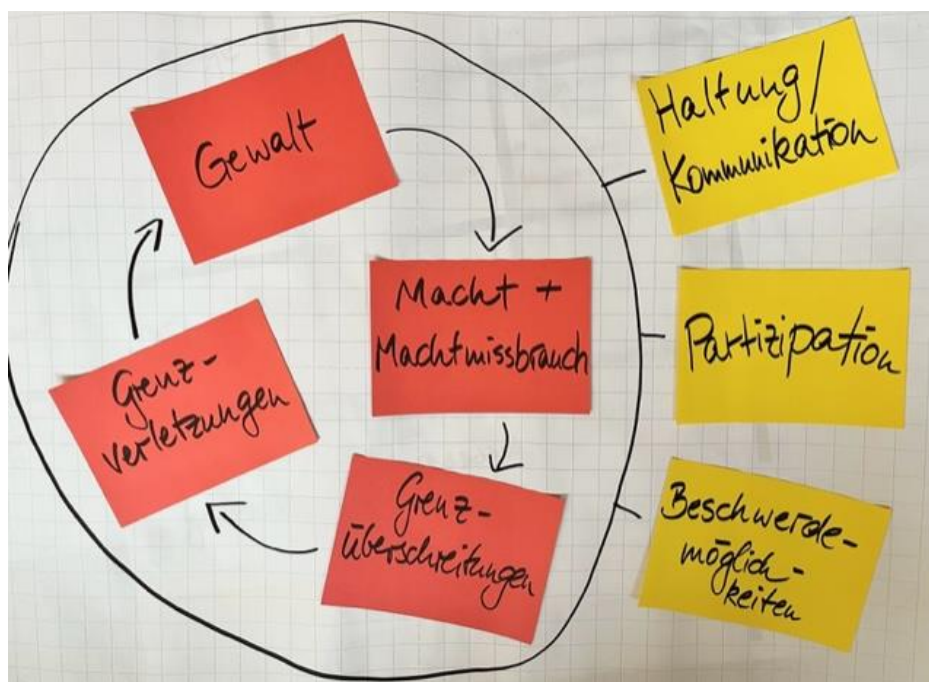 Gewalt
Macht +
Machtmissbrauch
Grenz-
überschreitungen
Grenz-
verletzungen
Haltung/
Kommunikation
Partizipation
Beschwerde-
möglich-
keiten